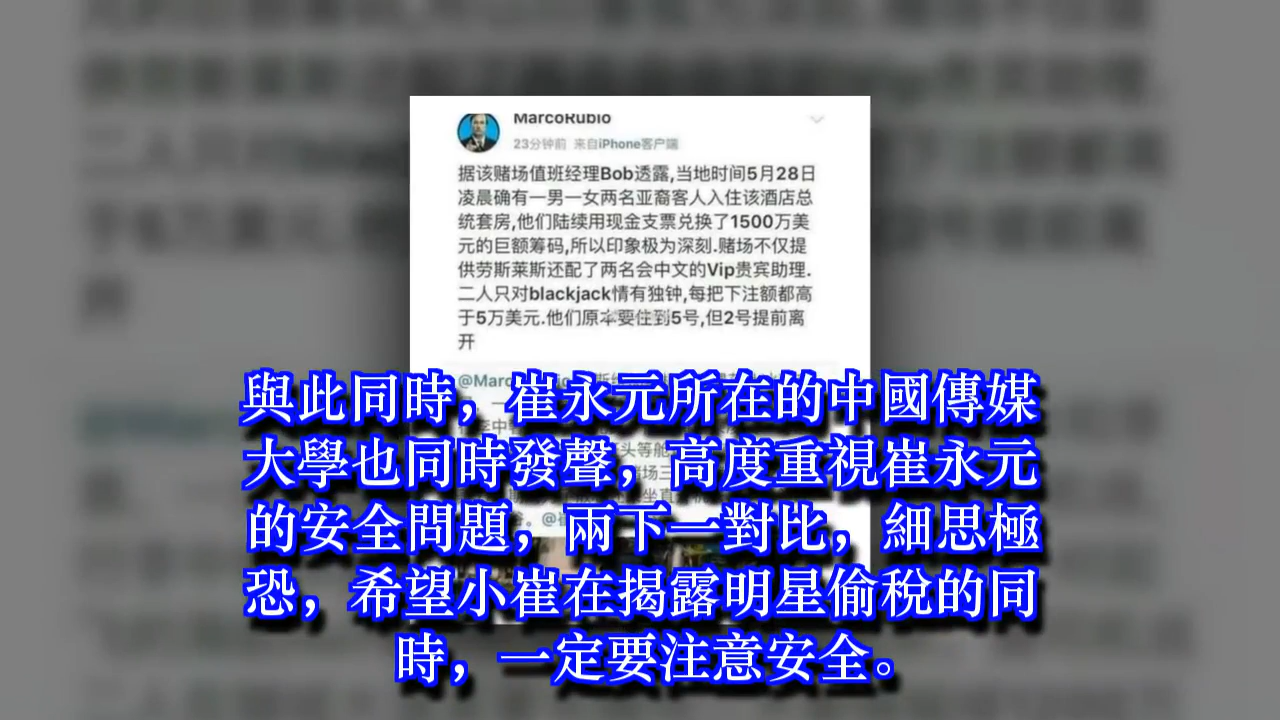 MarcoRubio
23分钟前 来自iPhone客户端
据该赌场值班经理Bob透露,当地时间5月28日
凌晨确有一男一女两名亚裔客人入住该酒店总
统套房,他们陆续用现金支票兑换了1500万美
元的巨额筹码,所以印象极为深刻.赌场不仅提
供劳斯莱斯还配了两名会中文的Vip贵宾助理.
二人只对blackjack情有独钟,每把下注额都高
于5万美元.他们原本要住到5号,但2号提前离
开
@Marc
與此同時，崔永元所在的中國傳媒
大學也同時發聲，高度重視崔永元
的安全問題，兩下一對比，細思極
恐，希望小崔在揭露明星偷稅的同
時，一定要注意安全。